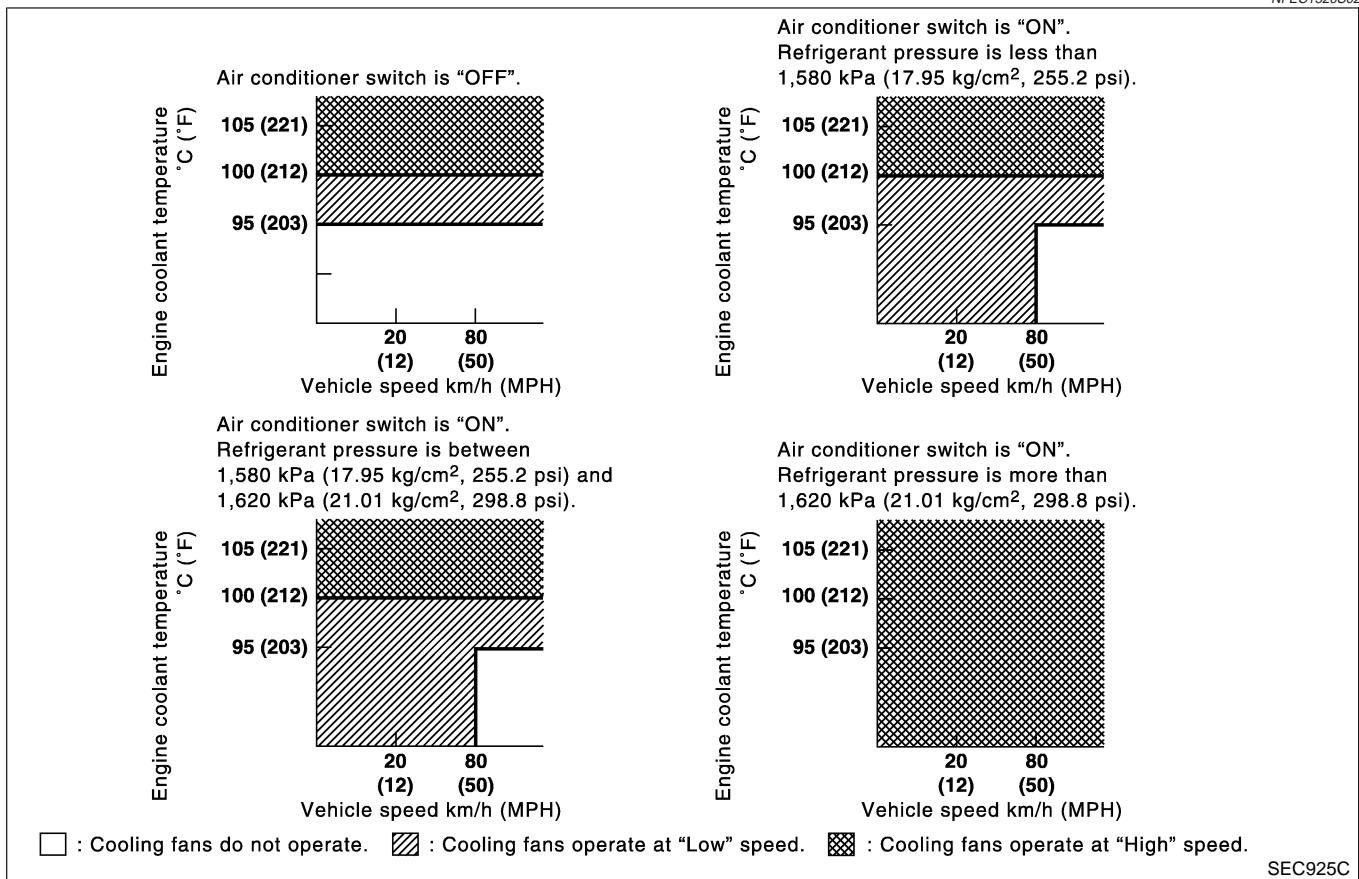 Air conditioner switch is “OFF”.
Engine coolant temperature
˚C (˚F)
105 (221)
100 (212)
95 (203)
20
(12)
80
(50)
Vehicle speed km/h (MPH)
Air conditioner switch is “ON”.
Refrigerant pressure is less than
1,580 kPa (17.95 kg/cm², 255.2 psi).
Engine coolant temperature
˚C (˚F)
105 (221)
100 (212)
95 (203)
20
(12)
80
(50)
Vehicle speed km/h (MPH)
Air conditioner switch is “ON”.
Refrigerant pressure is between
1,580 kPa (17.95 kg/cm², 255.2 psi) and
1,620 kPa (21.01 kg/cm², 298.8 psi).
Engine coolant temperature
˚C (˚F)
105 (221)
100 (212)
95 (203)
20
(12)
80
(50)
Vehicle speed km/h (MPH)
Air conditioner switch is “ON”.
Refrigerant pressure is more than
1,620 kPa (21.01 kg/cm², 298.8 psi).
Engine coolant temperature
˚C (˚F)
105 (221)
100 (212)
95 (203)
20
(12)
80
(50)
Vehicle speed km/h (MPH)
: Cooling fans do not operate. : Cooling fans operate at “Low” speed. : Cooling fans operate at “High” speed.
SEC925C